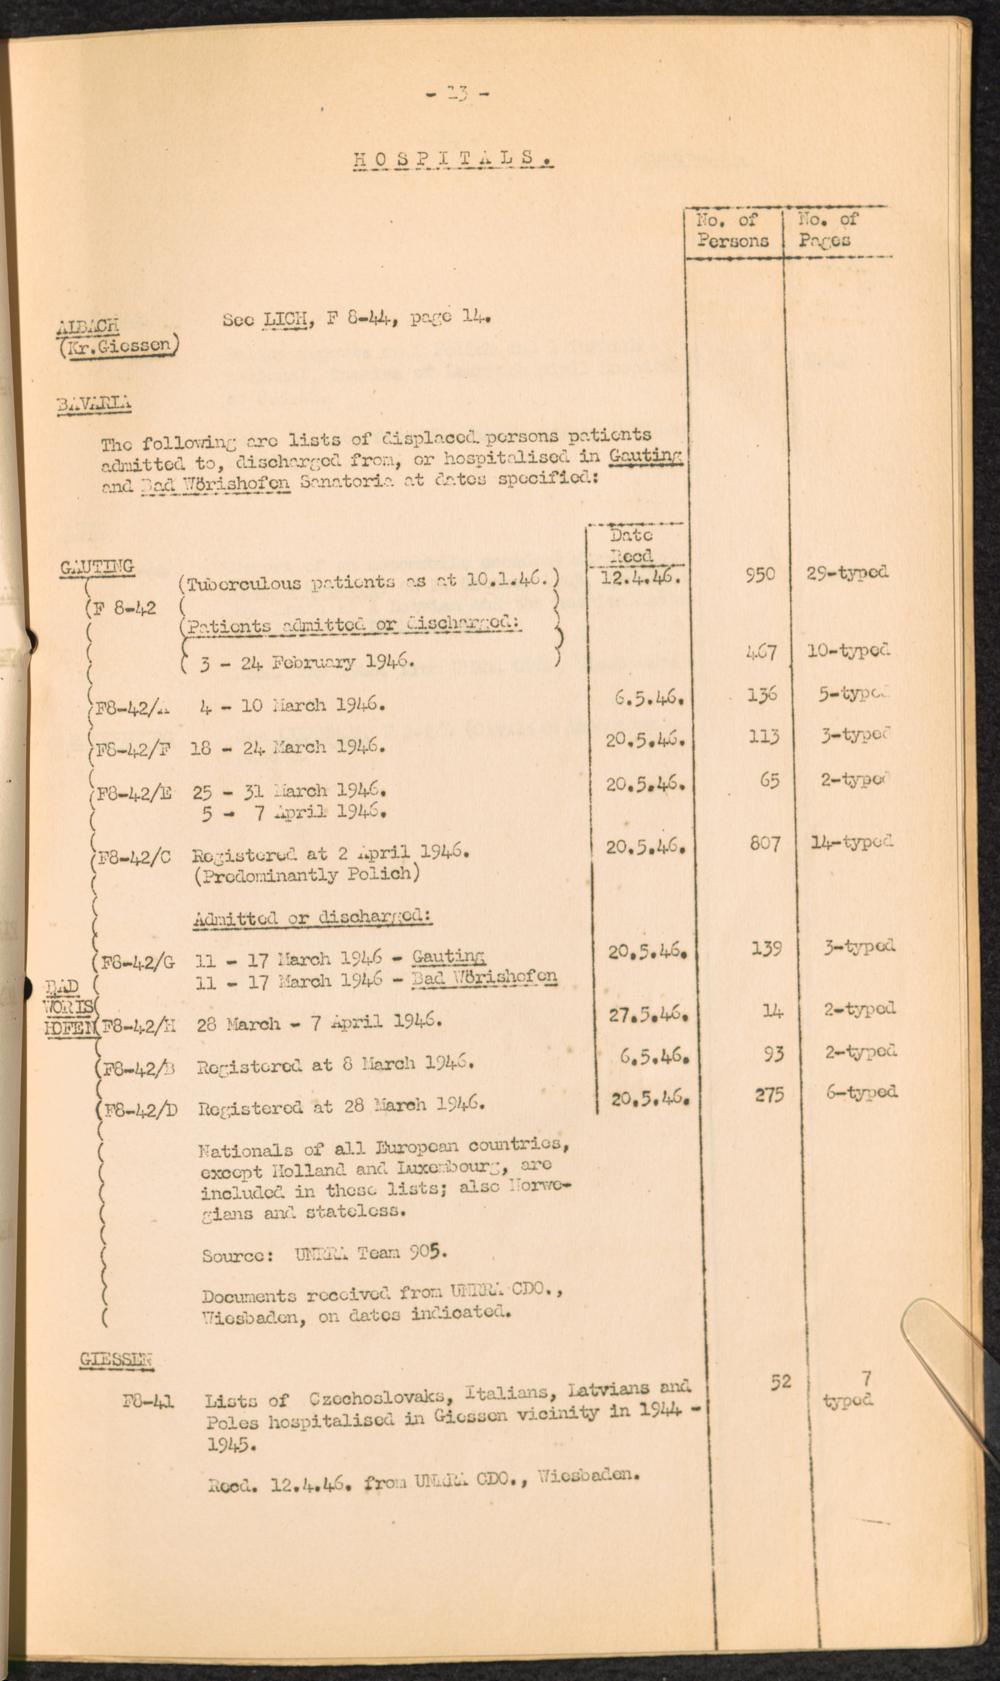 - 13 -
HOSPITALS.
No. of No. of
Persons Pages
ALBACH See LICH, F 8-44, page 14.
(Kr.Giessen)
BAVARIA
The following are lists of displaced persons patients
admitted to, discharged from, or hospitalised in Gauting
and Bad Wörishofen Sanatoria at dates specified:
Date
Recd
GAUTING (Tuberculous patients as at 10.1.46.) 12.4.46. 950 29-typed
(F 8-42 (
(Patients admitted or discharged:
( 3 - 24 February 1946. ) 467 10-typed
(F8-42/A 4 - 10 March 1946. 6.5.46. 136 5-typed
(F8-42/F 18 - 24 March 1946. 20.5.46. 113 3-typed
(F8-42/E 25 - 31 March 1946. 20.5.46. 65 2-typed
5 - 7 April 1946.
(F8-42/C Registered at 2 April 1946. 20.5.46. 807 14-typed
(Predominantly Polich)
Admitted or discharged:
(F8-42/G 11 - 17 March 1946 - Gauting 20.5.46. 139 3-typed
11 - 17 March 1946 - Bad Wörishofen
BAD
WORIS(
HOFEN(F8-42/H 28 March - 7 April 1946. 27.5.46. 14 2-typed
(F8-42/B Registered at 8 March 1946. 6.5.46. 93 2-typed
(F8-42/D Registered at 28 March 1946. 20.5.46. 275 6-typed
Nationals of all European countries,
except Holland and Luxembourg, are
included in these lists; also Norwe-
gians and stateless.
Source: UNRRA Team 905.
Documents received from UNRRA CDO.,
Wiesbaden, on dates indicated.
GIESSEN
F8-41 Lists of Czechoslovaks, Italians, Latvians and 52 7
Poles hospitalised in Giessen vicinity in 1944 - typed
1945.
Recd. 12.4.46. from UNRRA CDO., Wiesbaden.